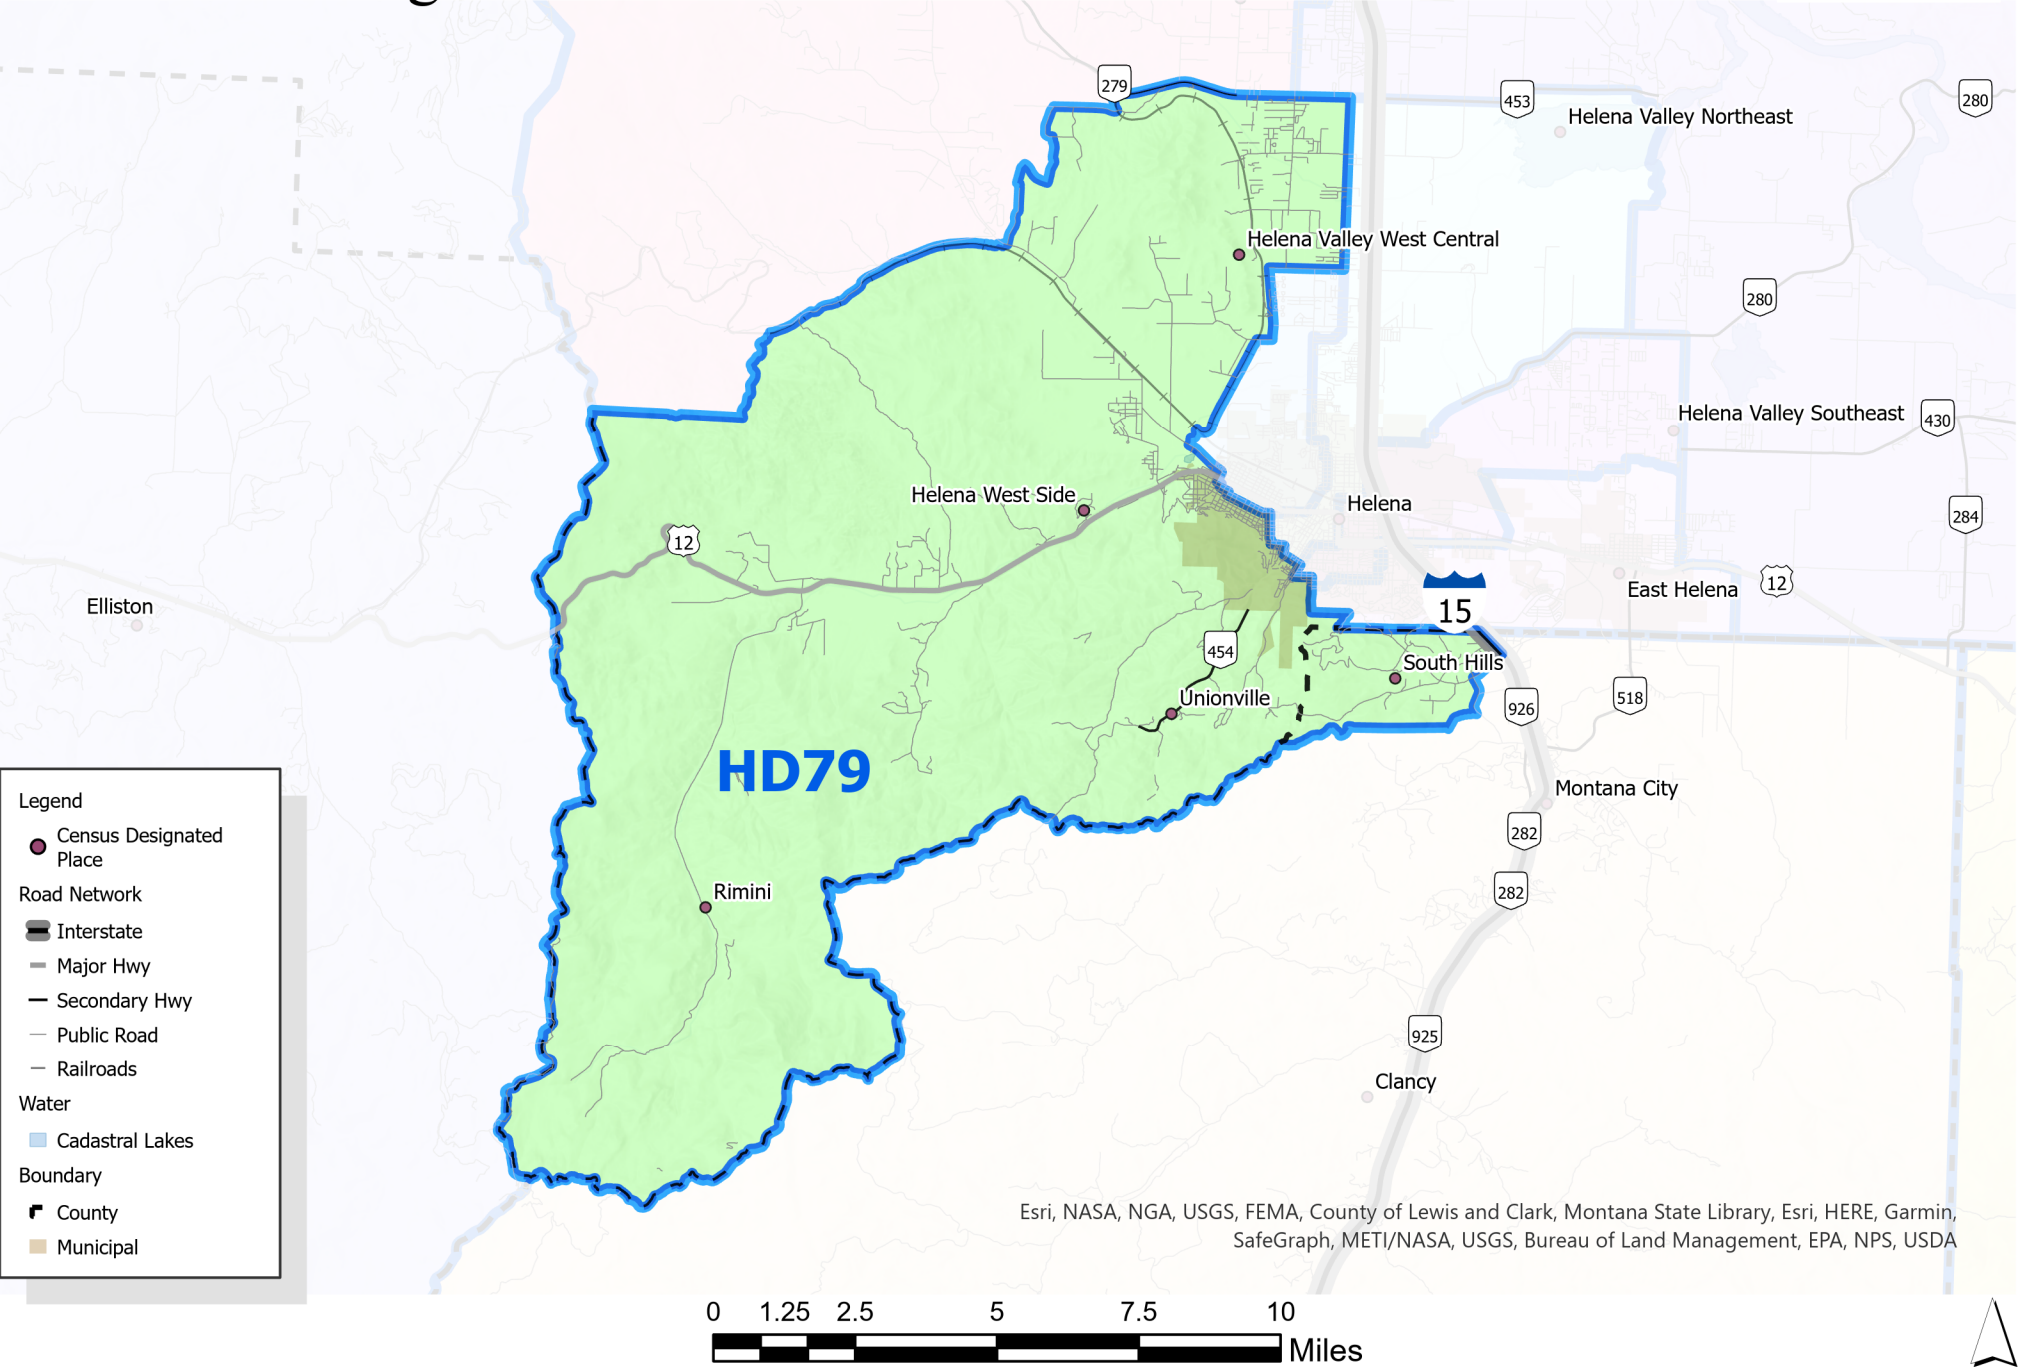 279
453
280
Helena Valley Northeast
Helena Valley West Central
280
Helena Valley Southeast
430
Helena West Side
Helena
284
12
12
East Helena
Elliston
15
454
South Hills
Unionville
518
926
HD79
Montana City
282
Rimini
282
925
Clancy
Legend
Census Designated
Place
Road Network
Interstate
Major Hwy
Secondary Hwy
Public Road
Railroads
Water
Cadastral Lakes
Boundary
County
Municipal
Esri, NASA, NGA, USGS, FEMA, County of Lewis and Clark, Montana State Library, Esri, HERE, Garmin,
SafeGraph, METI/NASA, USGS, Bureau of Land Management, EPA, NPS, USDA
0 1.25 2.5 5 7.5 10
Miles